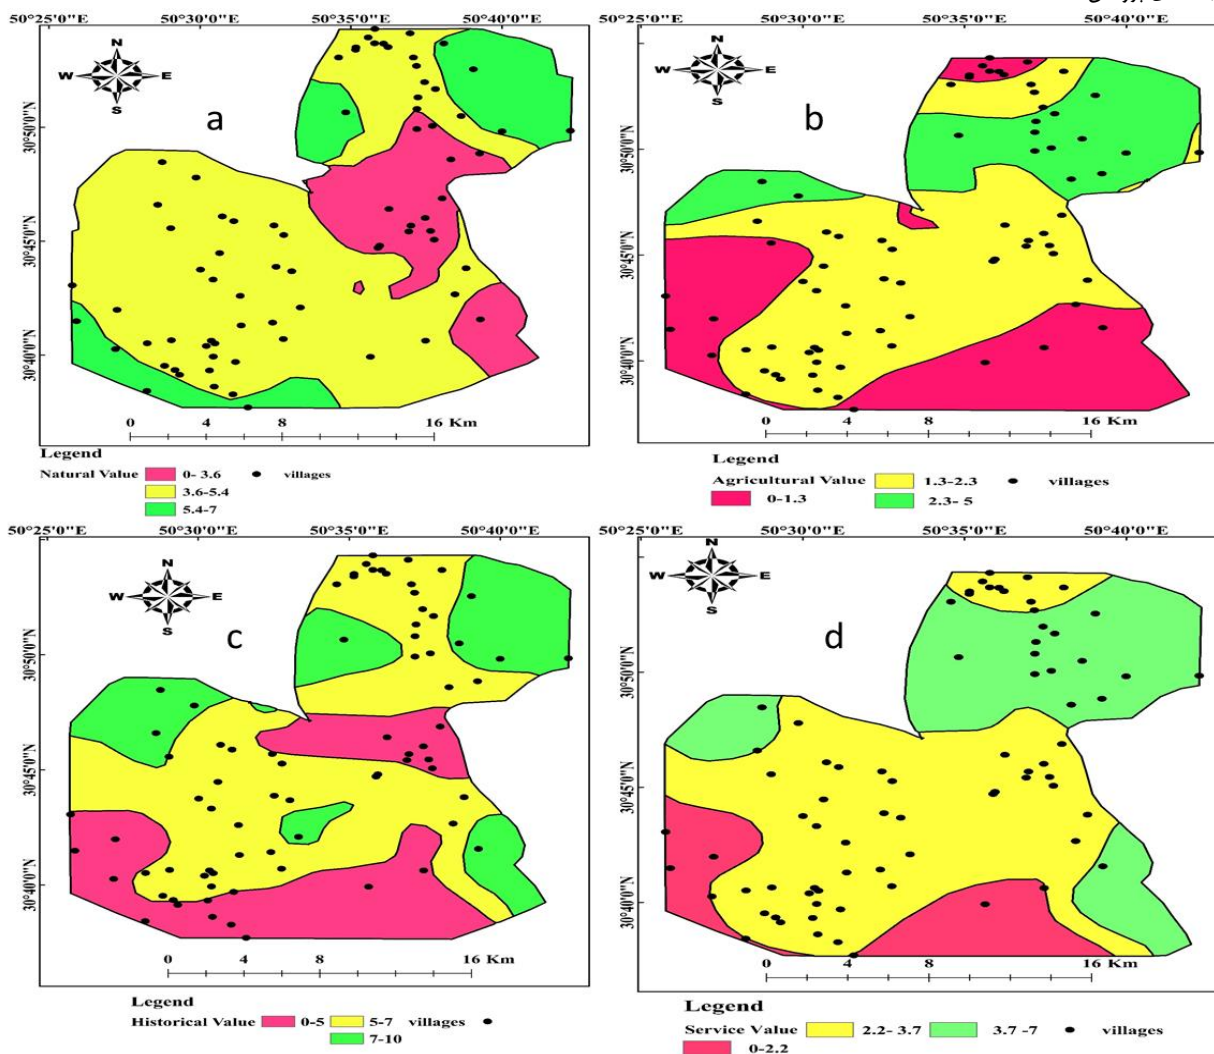 50°25'0"E 50°30'0"E 50°35'0"E 50°40'0"E
N
W E
S
a
30°50'0"N
30°45'0"N
30°40'0"N
0 4 8 16 Km
Legend
Natural Value 0- 3.6 villages
3.6-5.4
5.4-7
50°25'0"E 50°30'0"E 50°35'0"E 50°40'0"E
N
W E
S
b
30°50'0"N
30°45'0"N
30°40'0"N
0 4 8 16 Km
Legend
Agricultural Value 1.3-2.3 villages
0-1.3 2.3- 5
50°25'0"E 50°30'0"E 50°35'0"E 50°40'0"E
N
W E
S
c
30°50'0"N
30°45'0"N
30°40'0"N
0 4 8 16 Km
Legend
Historical Value 0-5 5-7 villages
7-10
50°25'0"E 50°30'0"E 50°35'0"E 50°40'0"E
N
W E
S
d
30°50'0"N
30°45'0"N
30°40'0"N
0 4 8 16 Km
Legend
Service Value 2.2- 3.7 3.7 -7 villages
0-2.2